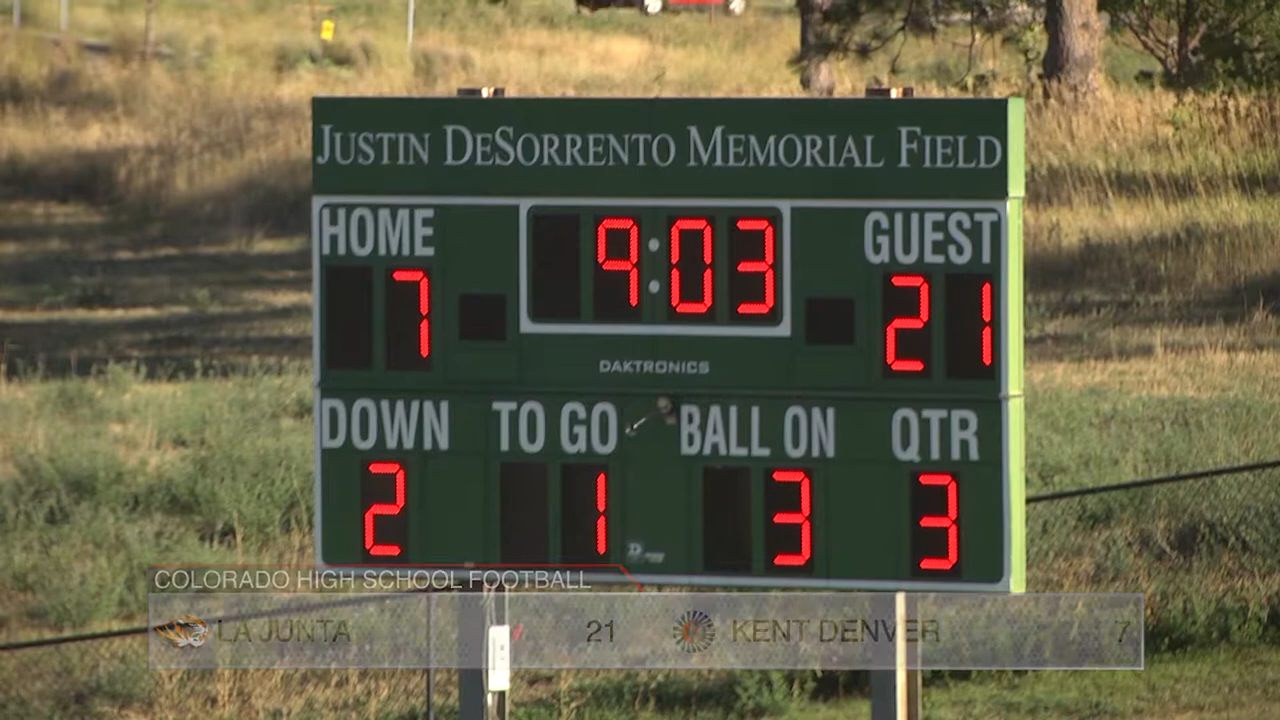 JUSTIN DESORRENTO MEMORIAL FIELD
HOME 9:03 GUEST
7 21
DAKTRONICS
DOWN TO GO BALL ON QTR
2 1 3 3
COLORADO HIGH SCHOOL FOOTBALL
LA JUNTA 21 KENT DENVER 7